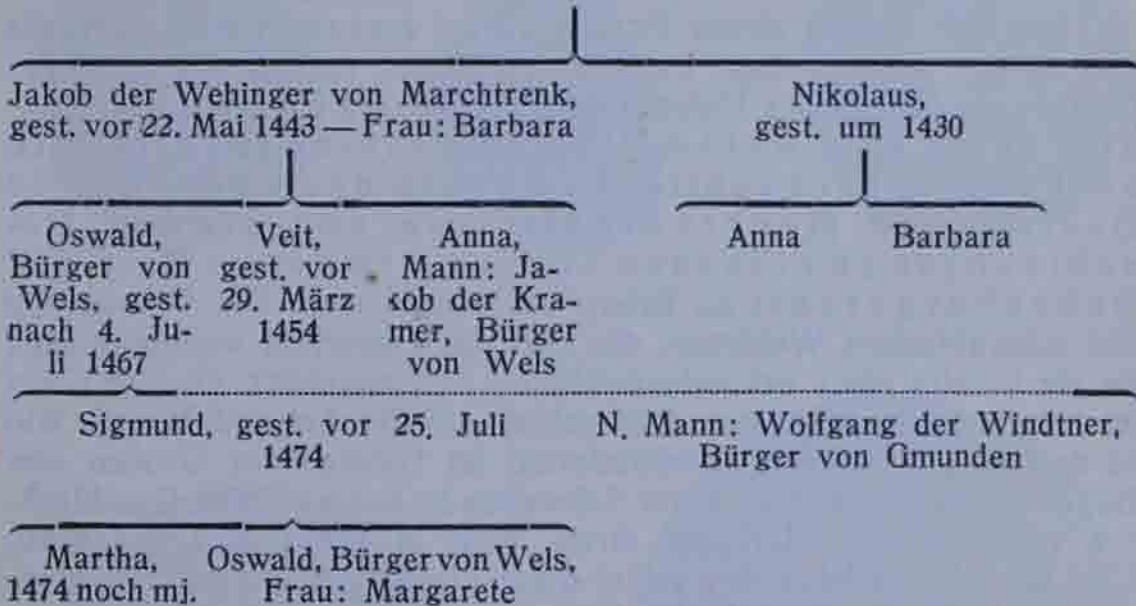 Jakob der Wehinger von Marchtrenk,
gest. vor 22. Mai 1443 — Frau: Barbara
Nikolaus,
gest. um 1430
Oswald,
Bürger von
Wels, gest.
nach 4. Ju-
li 1467
Veit,
gest. vor
29. März
1454
Anna,
Mann: Ja-
kob der Kra-
mer, Bürger
von Wels
Anna
Barbara
Sigmund, gest. vor 25. Juli
1474
N. Mann: Wolfgang der Windtner,
Bürger von Gmunden
Martha,
1474 noch mj.
Oswald, Bürger von Wels,
Frau: Margarete